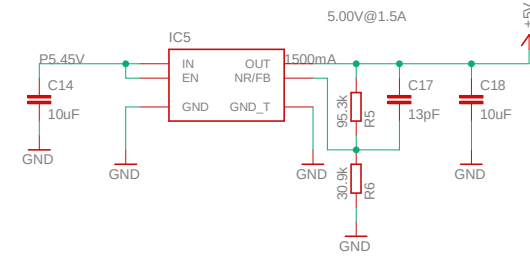 5.00V@1.5A
+5V
IC5
P5.45V
IN
OUT
1500mA
EN
NR/FB
C14
10uF
GND
GND_T
95.3k
R5
C17
13pF
C18
10uF
GND
GND
GND
GND
30.9k
R6
GND